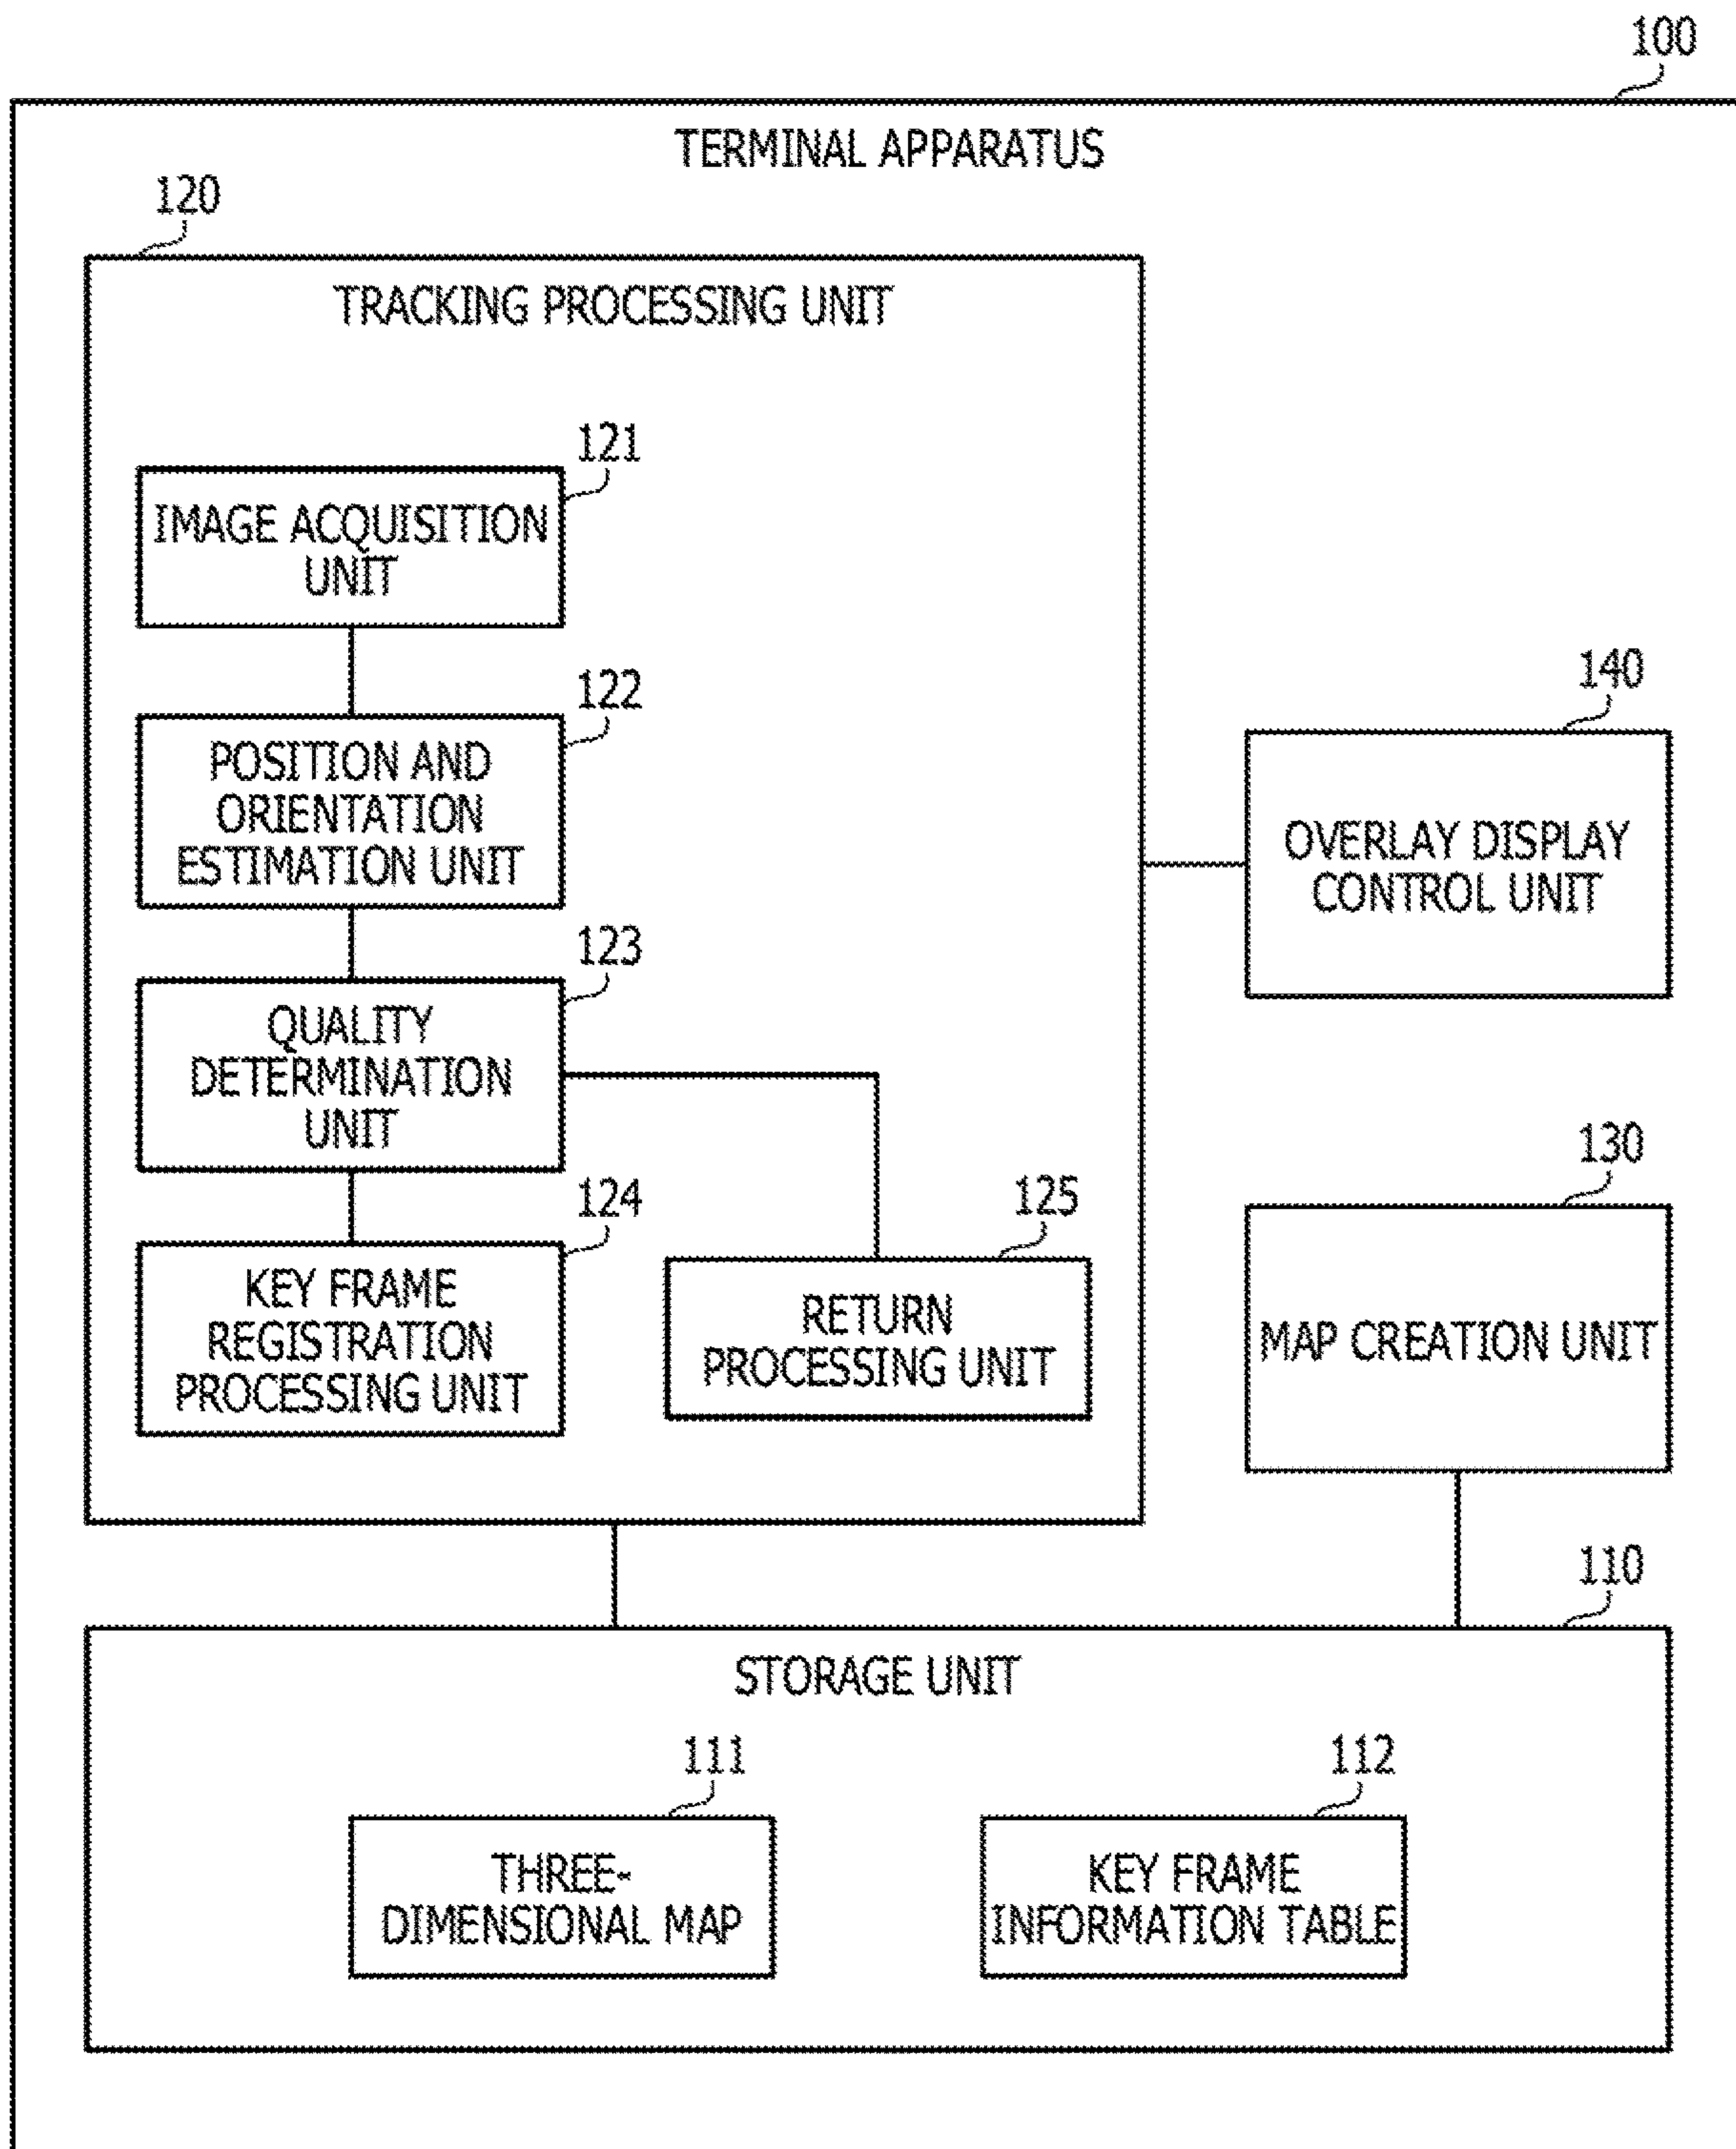 100
TERMINAL APPARATUS
120
TRACKING PROCESSING UNIT
121
IMAGE ACQUISITION
UNIT
122
POSITION AND
ORIENTATION
ESTIMATION UNIT
123
QUALITY
DETERMINATION
UNIT
124
KEY FRAME
REGISTRATION
PROCESSING UNIT
125
RETURN
PROCESSING UNIT
140
OVERLAY DISPLAY
CONTROL UNIT
130
MAP CREATION UNIT
110
STORAGE UNIT
111
THREE-
DIMENSIONAL MAP
112
KEY FRAME
INFORMATION TABLE